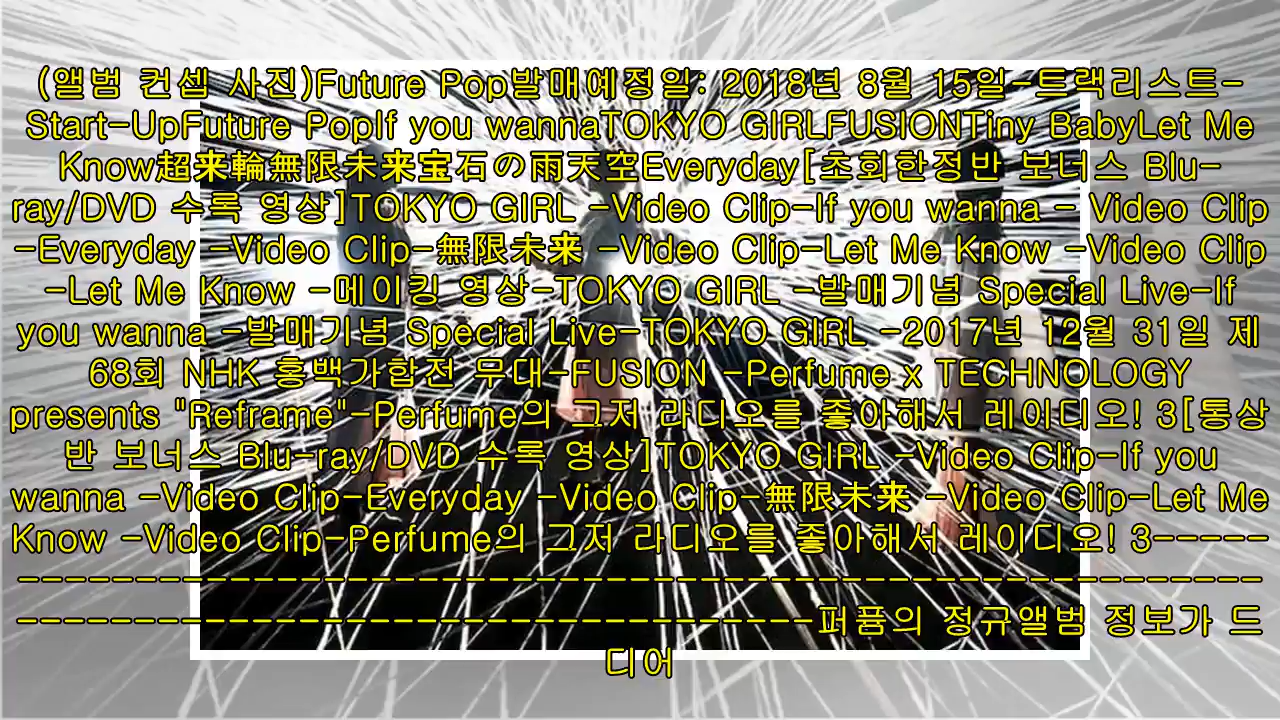 (앨범 컨셉 사진)Future Pop발매예정일: 2018년 8월 15일-트랙리스트-
Start-UpFuture PopIf you wannaTOKYO GIRLFUSIONTiny BabyLet Me
Know超来輪無限未来宝石の雨天空Everyday[초회한정반 보너스 Blu-
ray/DVD 수록 영상]TOKYO GIRL -Video Clip-If you wanna - Video Clip
-Everyday -Video Clip-無限未来 -Video Clip-Let Me Know -Video Clip
-Let Me Know -메이킹 영상-TOKYO GIRL -발매기념 Special Live-If
you wanna -발매기념 Special Live-TOKYO GIRL -2017년 12월 31일 제
68회 NHK 홍백가합전 무대-FUSION -Perfume x TECHNOLOGY
presents "Reframe"-Perfume의 그저 라디오를 좋아해서 레이디오! 3[통상
반 보너스 Blu-ray/DVD 수록 영상]TOKYO GIRL -Video Clip-If you
wanna -Video Clip-Everyday -Video Clip-無限未来 -Video Clip-Let Me
Know -Video Clip-Perfume의 그저 라디오를 좋아해서 레이디오! 3-----
----------------------------------------------------
---------------------------------퍼퓸의 정규앨범 정보가 드
디어